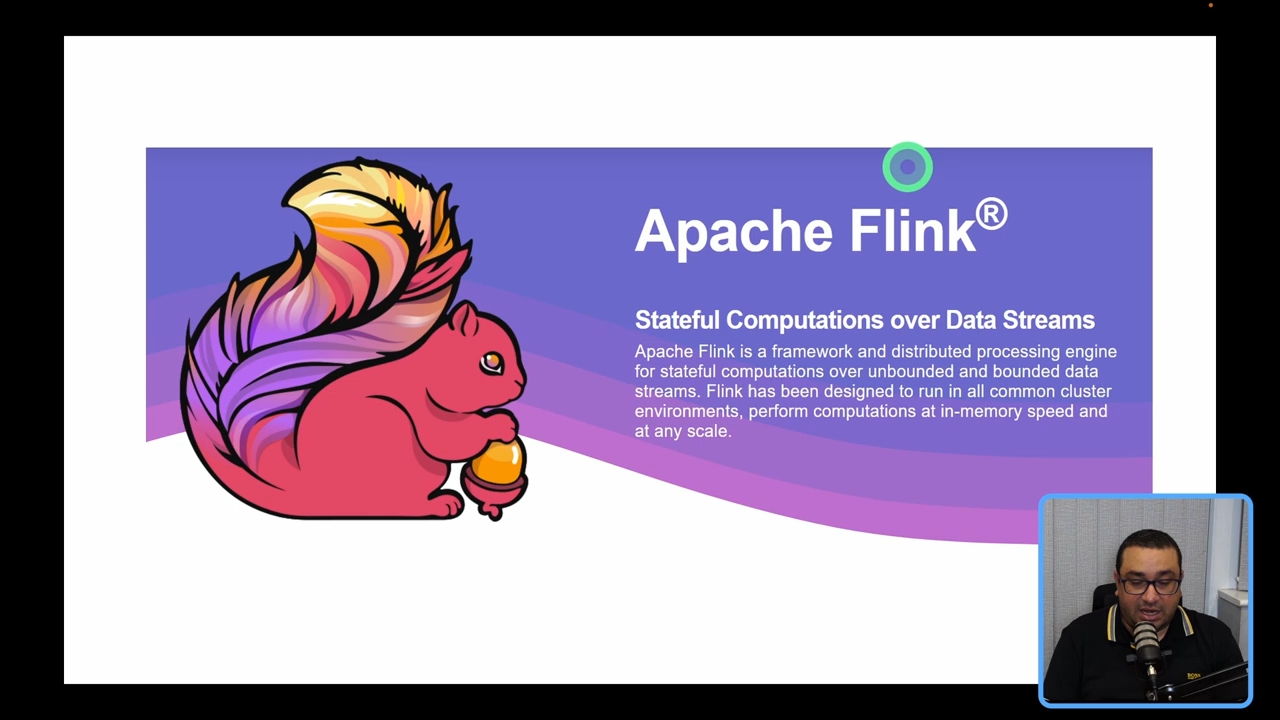 Apache Flink®
Stateful Computations over Data Streams
Apache Flink is a framework and distributed processing engine
for stateful computations over unbounded and bounded data
streams. Flink has been designed to run in all common cluster
environments, perform computations at in-memory speed and
at any scale.
BOSS